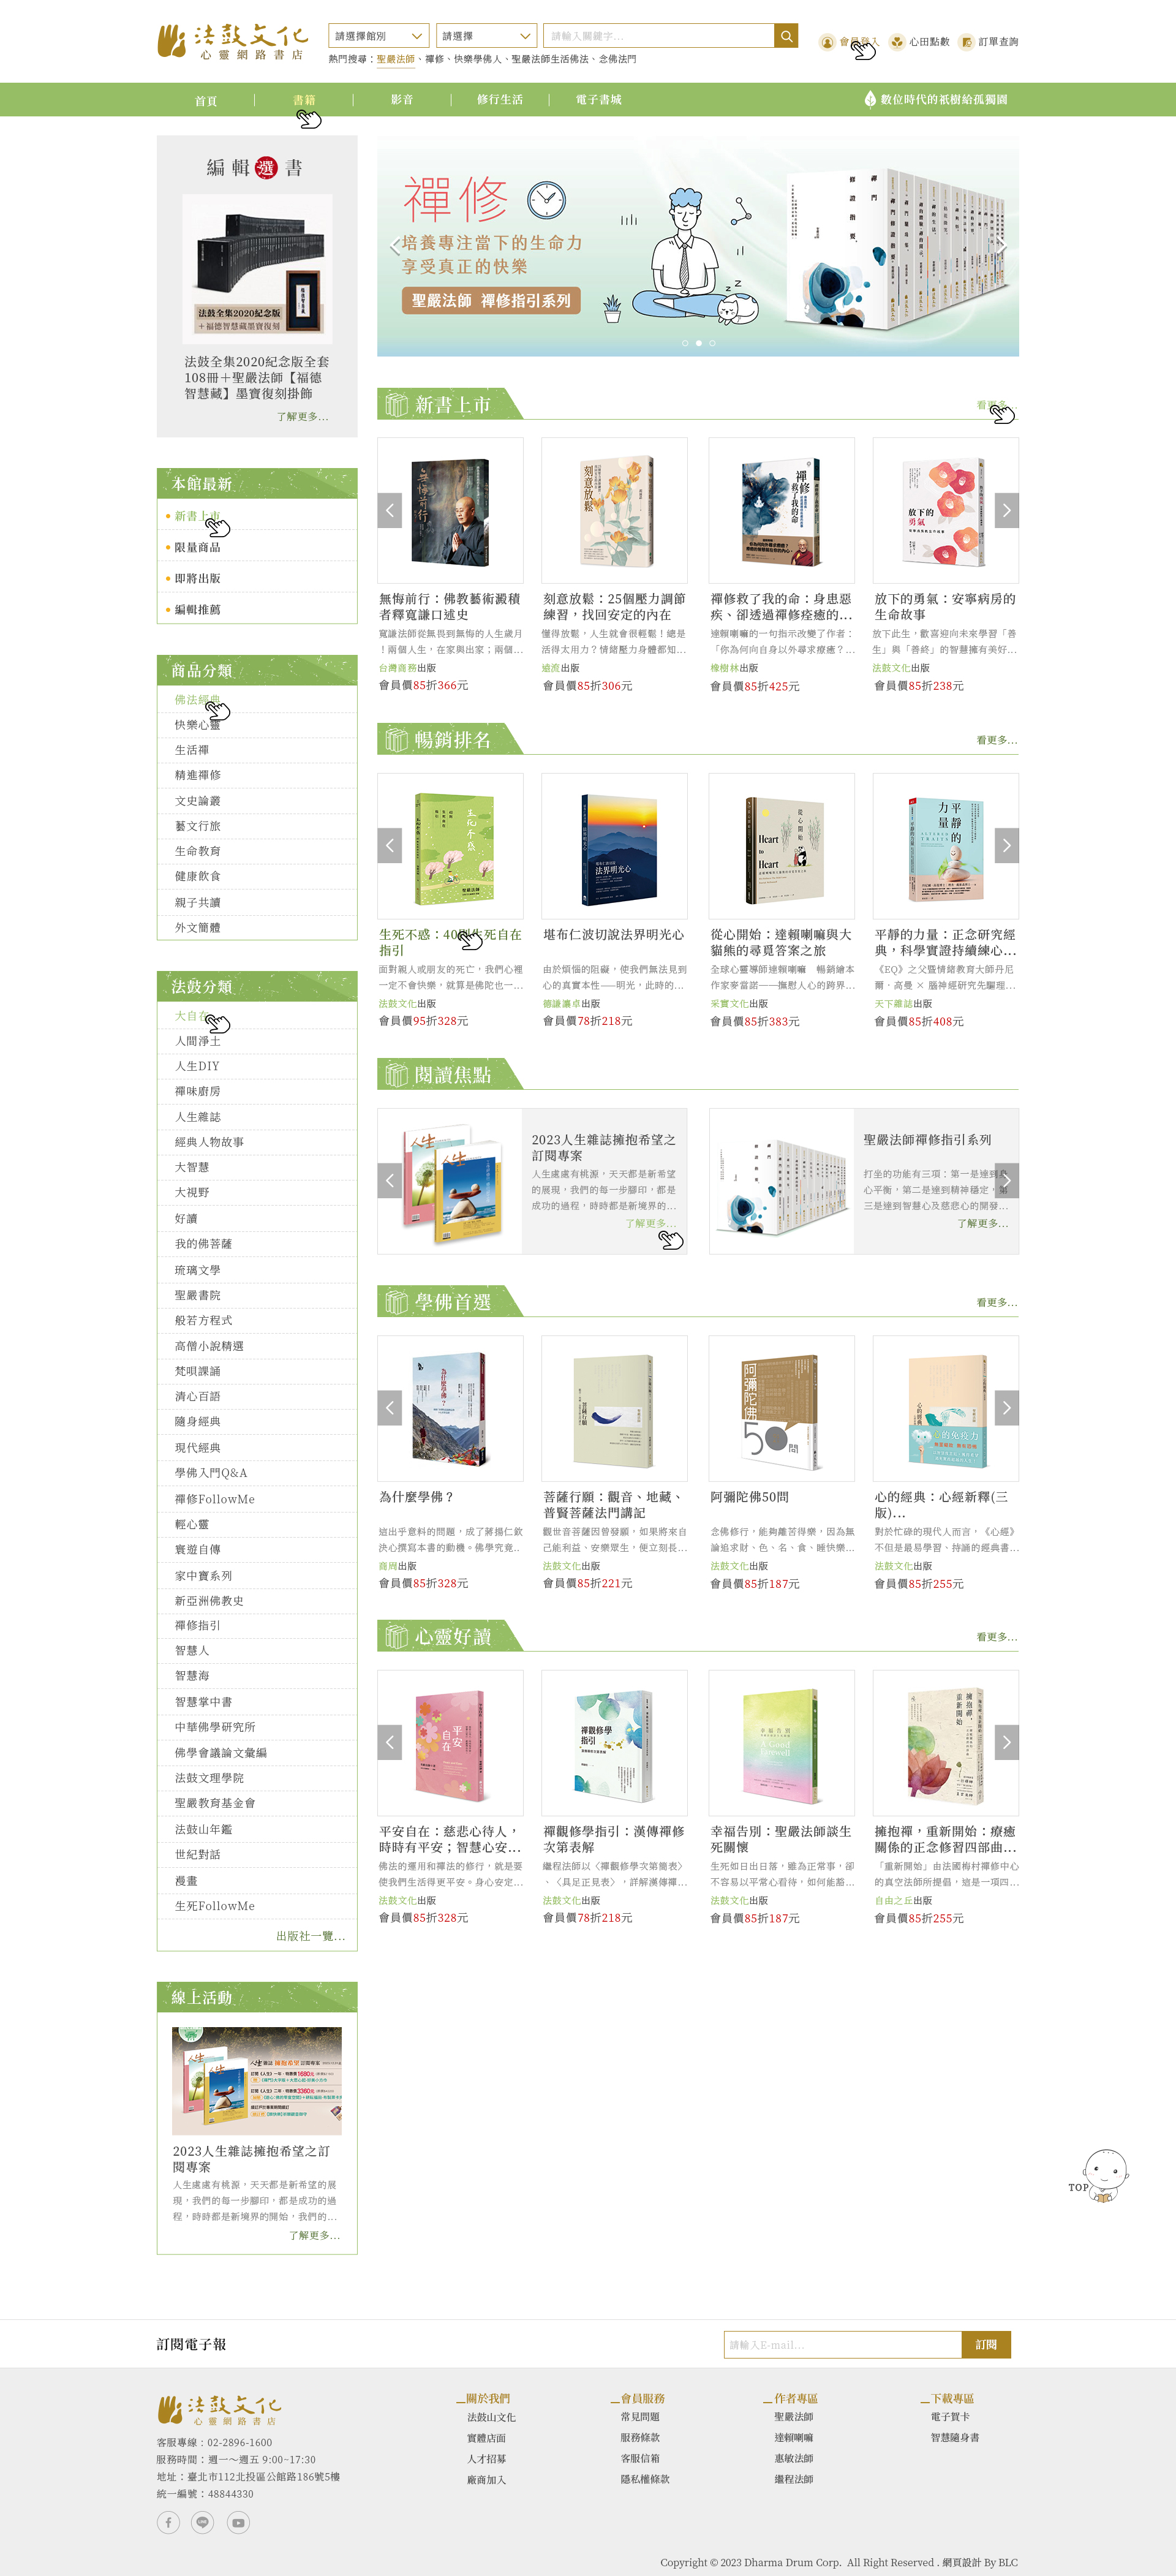 法鼓文化
心靈網路書店
請選擇館別
請選擇
請輸入關鍵字...
熱門搜尋：聖嚴法師、禪修、快樂學佛人、聖嚴法師生活佛法、念佛法門
心田點數
訂單查詢
首頁
書籍
影音
修行生活
電子書城
數位時代的祇樹給孤獨園
編輯選書
法鼓全集2020紀念版
＋福德智慧藏墨寶復刻
法鼓全集2020紀念版全套
108冊＋聖嚴法師【福德
智慧藏】墨寶復刻掛飾
了解更多...
本館最新
新書上市
限量商品
即將出版
編輯推薦
商品分類
佛法經典
快樂心靈
生活禪
精進禪修
文史論叢
藝文行旅
生命教育
健康飲食
親子共讀
外文簡體
法鼓分類
大自在
人間淨土
人生DIY
禪味廚房
人生雜誌
經典人物故事
大智慧
大視野
好讀
我的佛菩薩
琉璃文學
聖嚴書院
般若方程式
高僧小說精選
梵唄課誦
清心百語
隨身經典
現代經典
學佛入門Q&A
禪修FollowMe
輕心靈
寰遊自傳
家中寶系列
新亞洲佛教史
禪修指引
智慧人
智慧海
智慧掌中書
中華佛學研究所
佛學會議論文彙編
法鼓文理學院
聖嚴教育基金會
法鼓山年鑑
世紀對話
漫畫
生死FollowMe
出版社一覽...
線上活動
2023人生雜誌擁抱希望之訂
閱專案
人生處處有桃源，天天都是新希望的展
現，我們的每一步腳印，都是成功的過
程，時時都是新境界的開始，我們的...
了解更多...
禪修
培養專注當下的生命力
享受真正的快樂
聖嚴法師 禪修指引系列
新書上市
看更多...
無悔前行：佛教藝術澱積
者釋寬謙口述史
寬謙法師從無畏到無悔的人生歲月
！兩個人生，在家與出家；兩個...
台灣商務出版
會員價85折366元
刻意放鬆：25個壓力調節
練習，找回安定的內在
懂得放鬆，人生就會很輕鬆！總是
活得太用力？情緒壓力身體都知...
遠流出版
會員價85折306元
禪修救了我的命：身患惡
疾、卻透過禪修痊癒的...
達賴喇嘛的一句指示改變了作者：
「你為何向自身以外尋求療癒？...
橡樹林出版
會員價85折425元
放下的勇氣：安寧病房的
生命故事
放下此生，歡喜迎向未來學習「善
生」與「善終」的智慧擁有美好...
法鼓文化出版
會員價85折238元
暢銷排名
看更多...
指引
面對親人或朋友的死亡，我們心裡
一定不會快樂，就算是佛陀也一...
法鼓文化出版
會員價95折328元
堪布仁波切說法界明光心
由於煩惱的阻礙，使我們無法見到
心的真實本性——明光，此時的...
德謙讓卓出版
會員價78折218元
從心開始：達賴喇嘛與大
貓熊的尋覓答案之旅
全球心靈導師達賴喇嘛　暢銷繪本
作家麥當諾——撫慰人心的跨界...
采實文化出版
會員價85折383元
平靜的力量：正念研究經
典，科學實證持續練心...
《EQ》之父暨情緒教育大師丹尼
爾．高曼 × 腦神經研究先驅理...
天下雜誌出版
會員價85折408元
閱讀焦點
2023人生雜誌擁抱希望之
訂閱專案
人生處處有桃源，天天都是新希望
的展現，我們的每一步腳印，都是
成功的過程，時時都是新境界的...
了解更多...
聖嚴法師禪修指引系列
打坐的功能有三項：第一是達到身
心平衡，第二是達到精神穩定，第
三是達到智慧心及慈悲心的開發...
了解更多...
學佛首選
看更多...
為什麼學佛？
這出乎意料的問題，成了蔣揚仁欽
決心撰寫本書的動機。佛學究竟...
商周出版
會員價85折328元
菩薩行願：觀音、地藏、
普賢菩薩法門講記
觀世音菩薩因曾發願，如果將來自
己能利益、安樂眾生，便立刻長...
法鼓文化出版
會員價85折221元
阿彌陀佛50問
念佛修行，能夠離苦得樂，因為無
論追求財、色、名、食、睡快樂...
法鼓文化出版
會員價85折187元
心的經典：心經新釋(三
版)...
對於忙碌的現代人而言，《心經》
不但是最易學習、持誦的經典書...
法鼓文化出版
會員價85折255元
心靈好讀
看更多...
平安自在：慈悲心待人，
時時有平安；智慧心安...
佛法的運用和禪法的修行，就是要
使我們生活得更平安。身心安定...
法鼓文化出版
會員價85折328元
禪觀修學指引：漢傳禪修
次第表解
繼程法師以〈禪觀修學次第簡表〉
、〈具足正見表〉，詳解漢傳禪...
法鼓文化出版
會員價78折218元
幸福告別：聖嚴法師談生
死關懷
生死如日出日落，雖為正常事，卻
不容易以平常心看待，如何能豁...
法鼓文化出版
會員價85折187元
擁抱禪，重新開始：療癒
關係的正念修習四部曲...
「重新開始」由法國梅村禪修中心
的真空法師所提倡，這是一項四...
自由之丘出版
會員價85折255元
TOP
訂閱電子報
請輸入E-mail...
訂閱
法鼓文化
心靈網路書店
客服專線：02-2896-1600
服務時間：週一～週五 9:00~17:30
地址：臺北市112北投區公館路186號5樓
統一編號：48844330
關於我們
法鼓山文化
實體店面
人才招募
廠商加入
會員服務
常見問題
服務條款
客服信箱
隱私權條款
作者專區
聖嚴法師
達賴喇嘛
惠敏法師
繼程法師
下載專區
電子賀卡
智慧隨身書
Copyright © 2023 Dharma Drum Corp. All Right Reserved . 網頁設計 By BLC